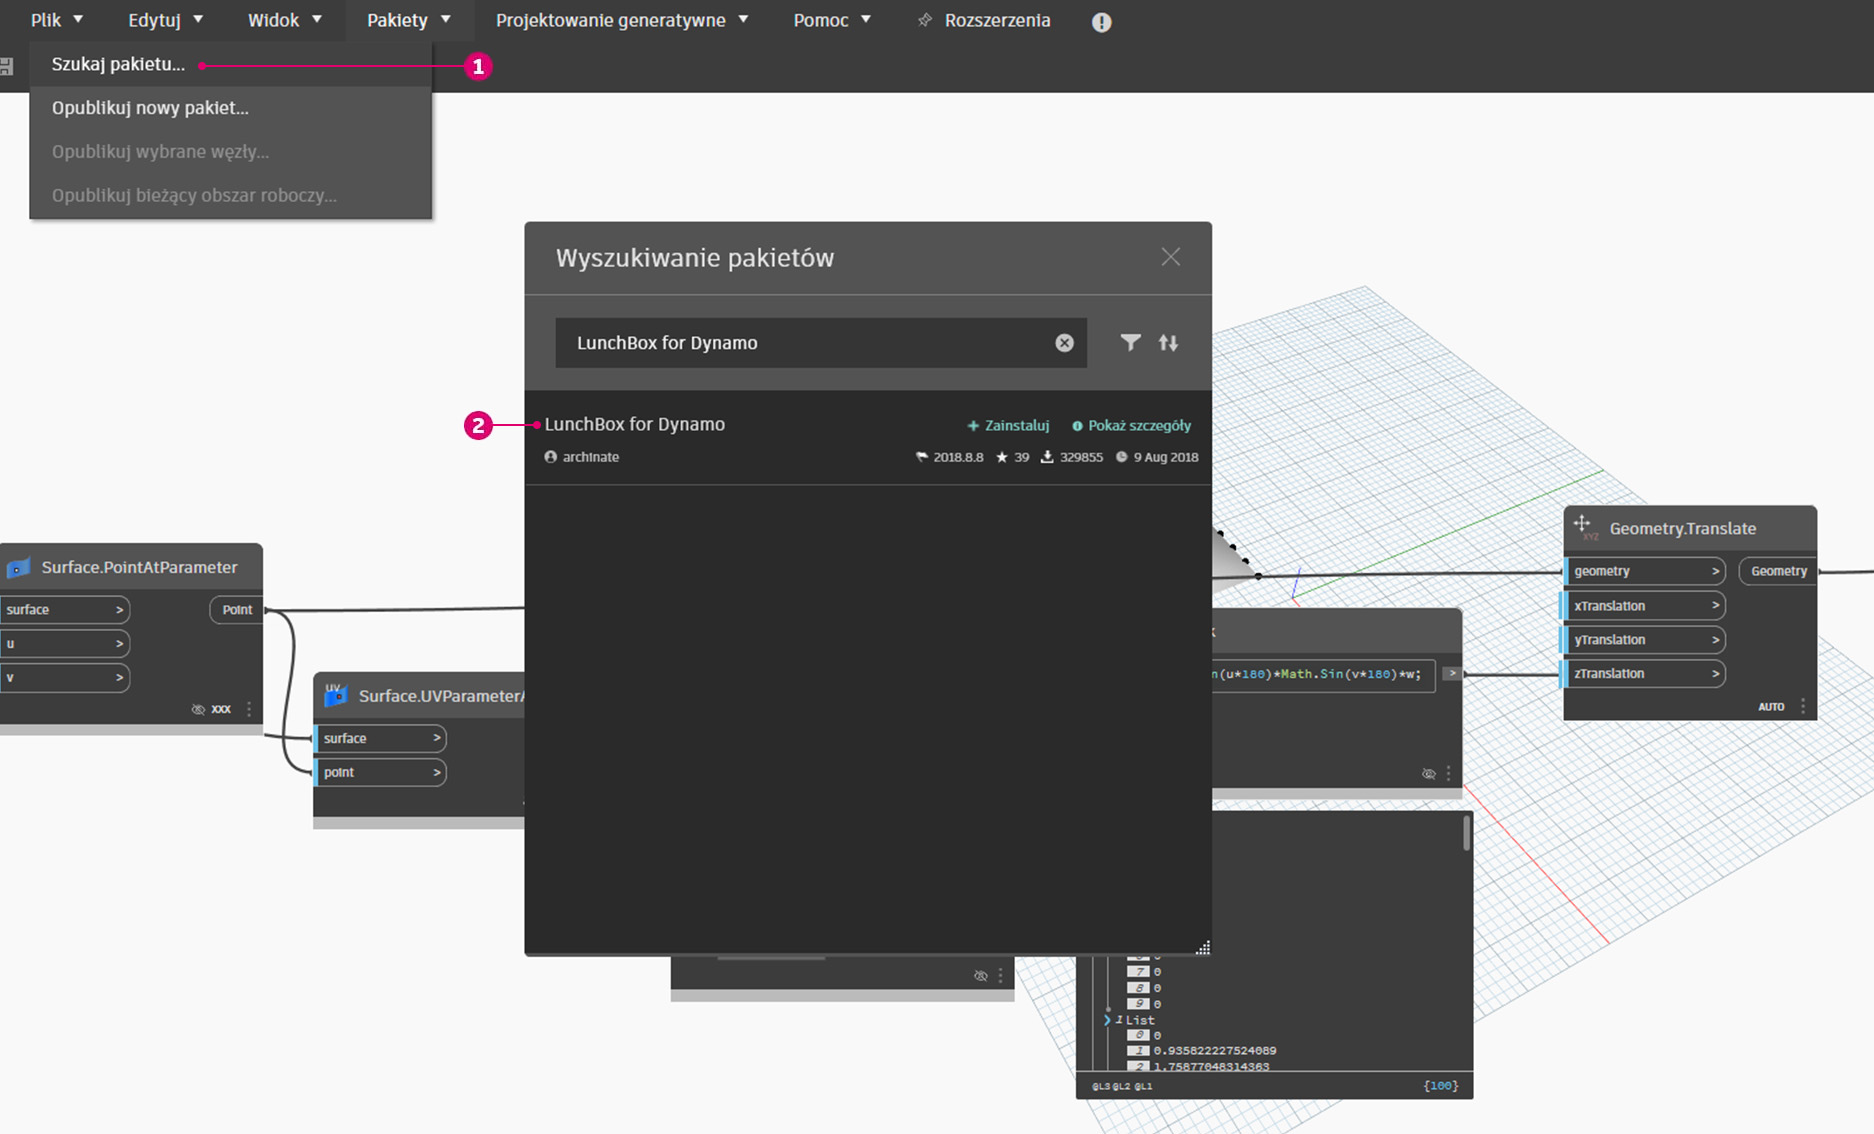 Plik Edytuj Widok Pakiety Projektowanie generatywne Pomoc Rozszerzenia
Szukaj pakietu...
1
Opublikuj nowy pakiet...
Opublikuj wybrane węzły...
Opublikuj bieżący obszar roboczy...
Wyszukiwanie pakietów
LunchBox for Dynamo
2
LunchBox for Dynamo
+ Zainstaluj Pokaż szczegóły
archinate
2018.8.8 39 329855 9 Aug 2018
Surface.PointAtParameter
surface >
Point
u >
v >
XXX
UV
Surface.UVParameterA
surface >
point >
n(u*180)*Math.Sin(v*180)*w;
>
XYZ
Geometry.Translate
geometry >
Geometry
xTranslation >
yTranslation >
zTranslation >
AUTO
7 0
8 0
9 0
1 List
0 0
1 0.935822227524089
2 1.75877048314363
@L3 @L2 @L1
{100}